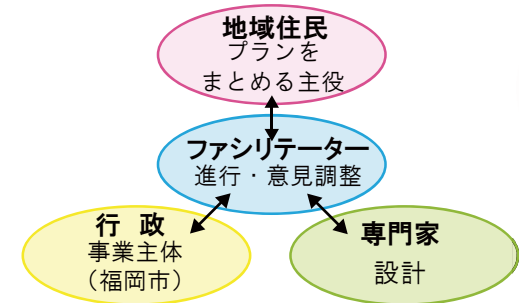 地域住民
プランを
まとめる主役
ファシリテーター
進行・意見調整
行 政
事業主体
（福岡市）
専門家
設計